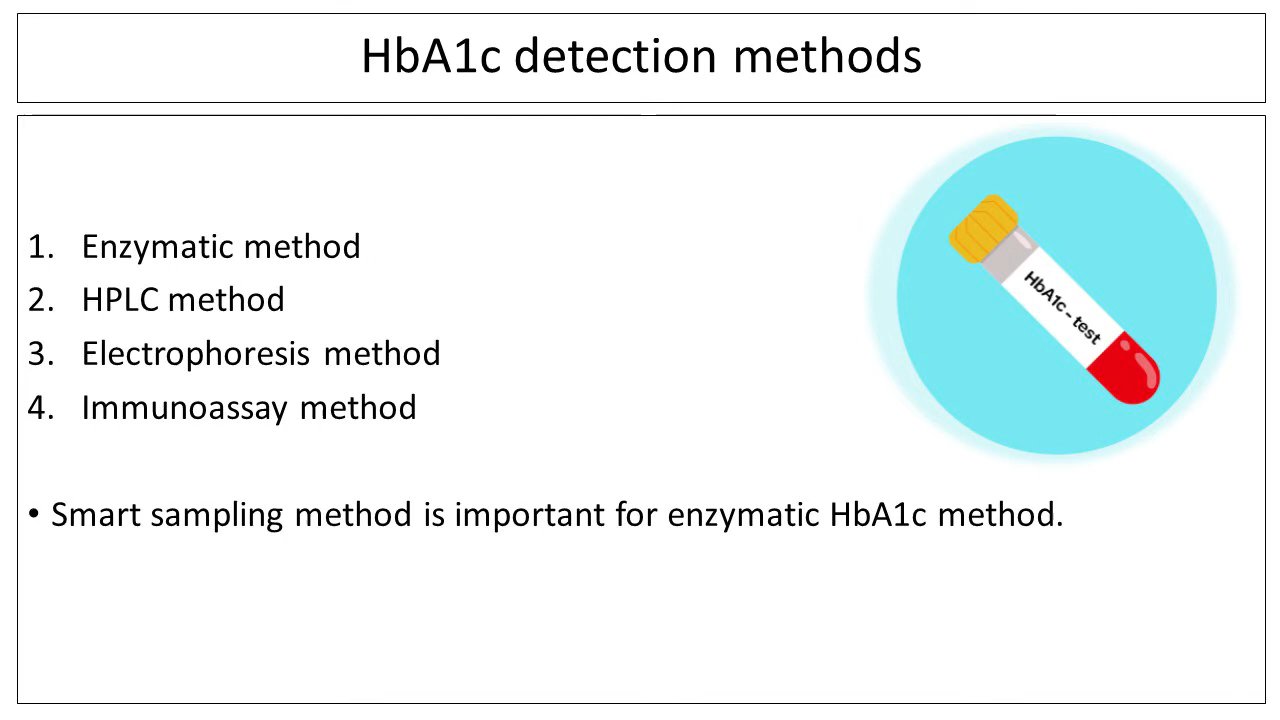 HbA1c detection methods
1. Enzymatic method
2. HPLC method
3. Electrophoresis method
4. Immunoassay method
• Smart sampling method is important for enzymatic HbA1c method.
HbA1c - test